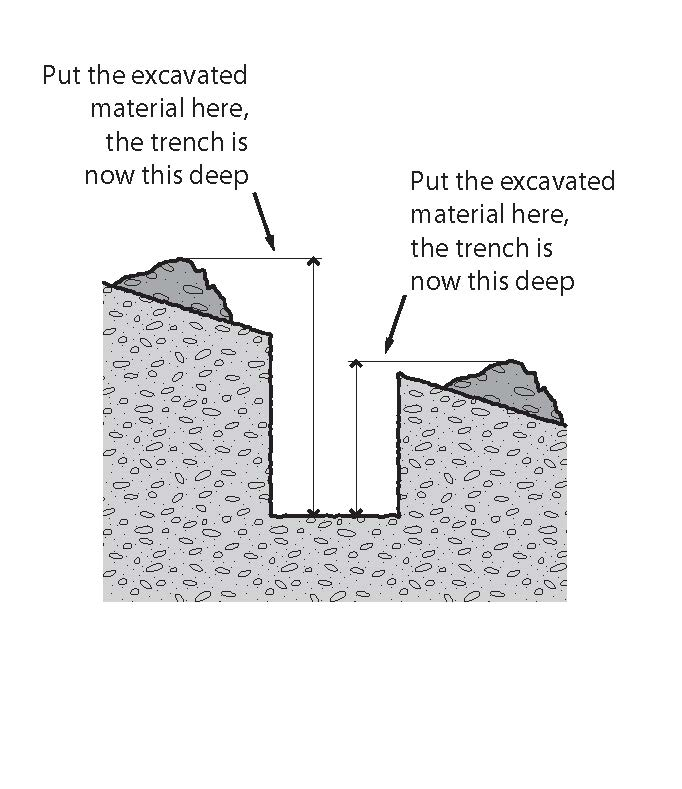 Put the excavated
material here,
the trench is
now this deep
Put the excavated
material here,
the trench is
now this deep